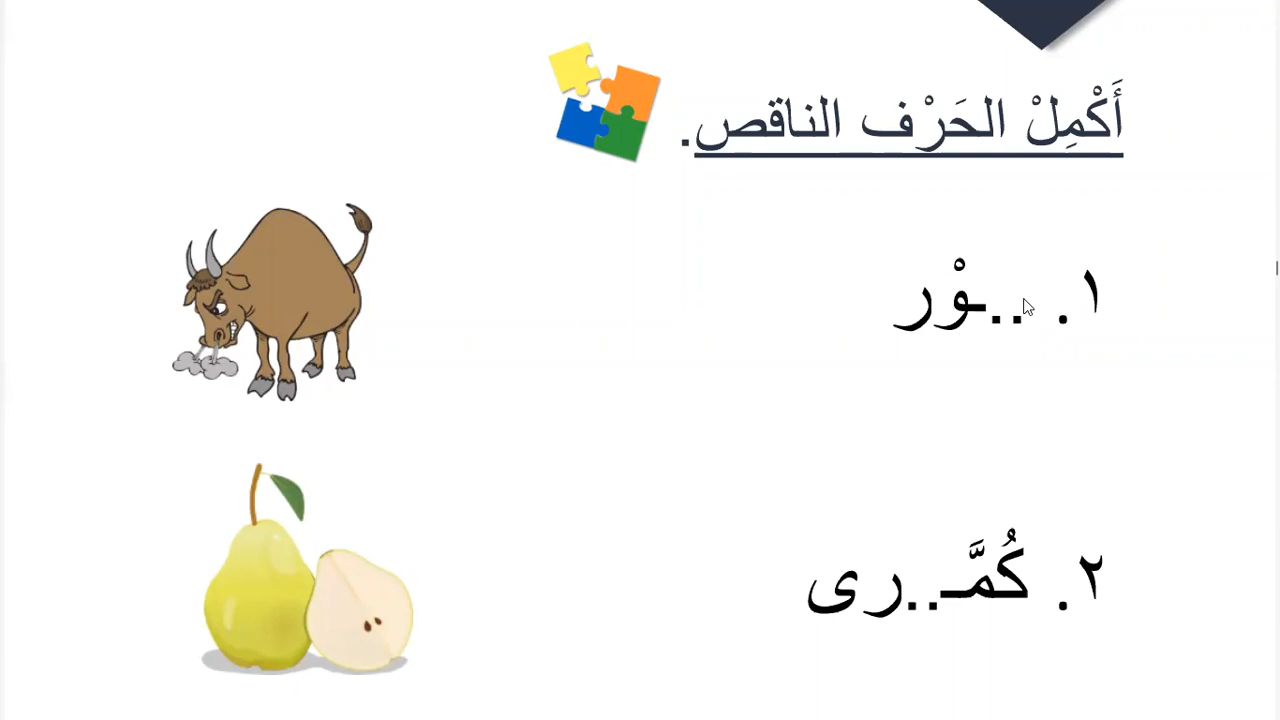 أَكْمِلْ الحَرْف الناقص.
١. ..ـوْر
٢. كُمَّـ..رى